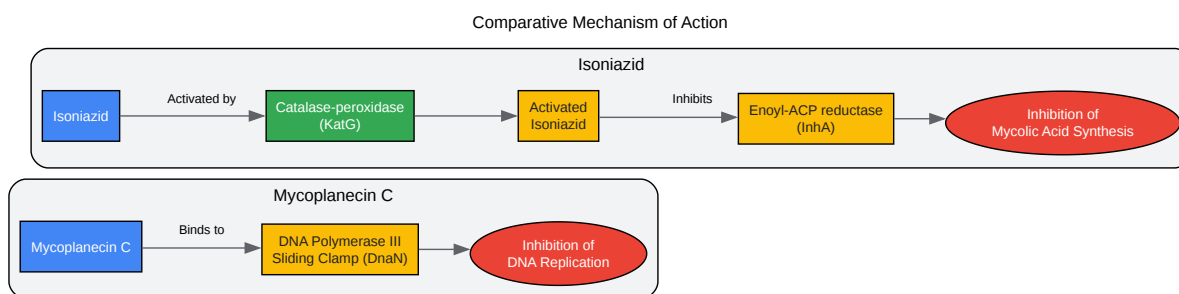 Comparative Mechanism of Action
Isoniazid
Isoniazid
Activated by
Catalase-peroxidase
(KatG)
Activated
Isoniazid
Inhibits
Enoyl-ACP reductase
(InhA)
Inhibition of
Mycolic Acid Synthesis
Mycoplanecin C
Mycoplanecin C
Binds to
DNA Polymerase III
Sliding Clamp (DnaN)
Inhibition of
DNA Replication